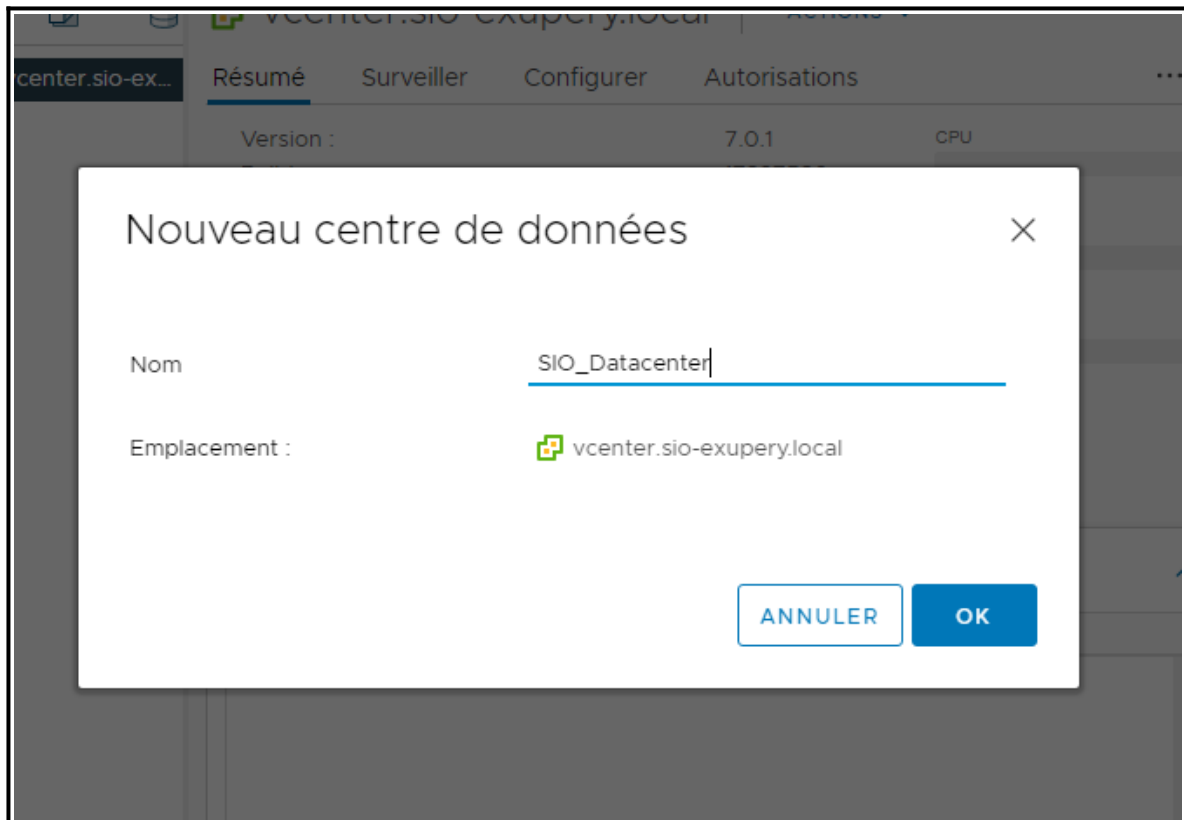 vcenter.sio-exupery.local ACTIONS
vcenter.sio-ex...
Résumé Surveiller Configurer Autorisations ...
Version : 7.0.1 CPU
Nouveau centre de données
Nom SIO_Datacenter
Emplacement : vcenter.sio-exupery.local
ANNULER OK